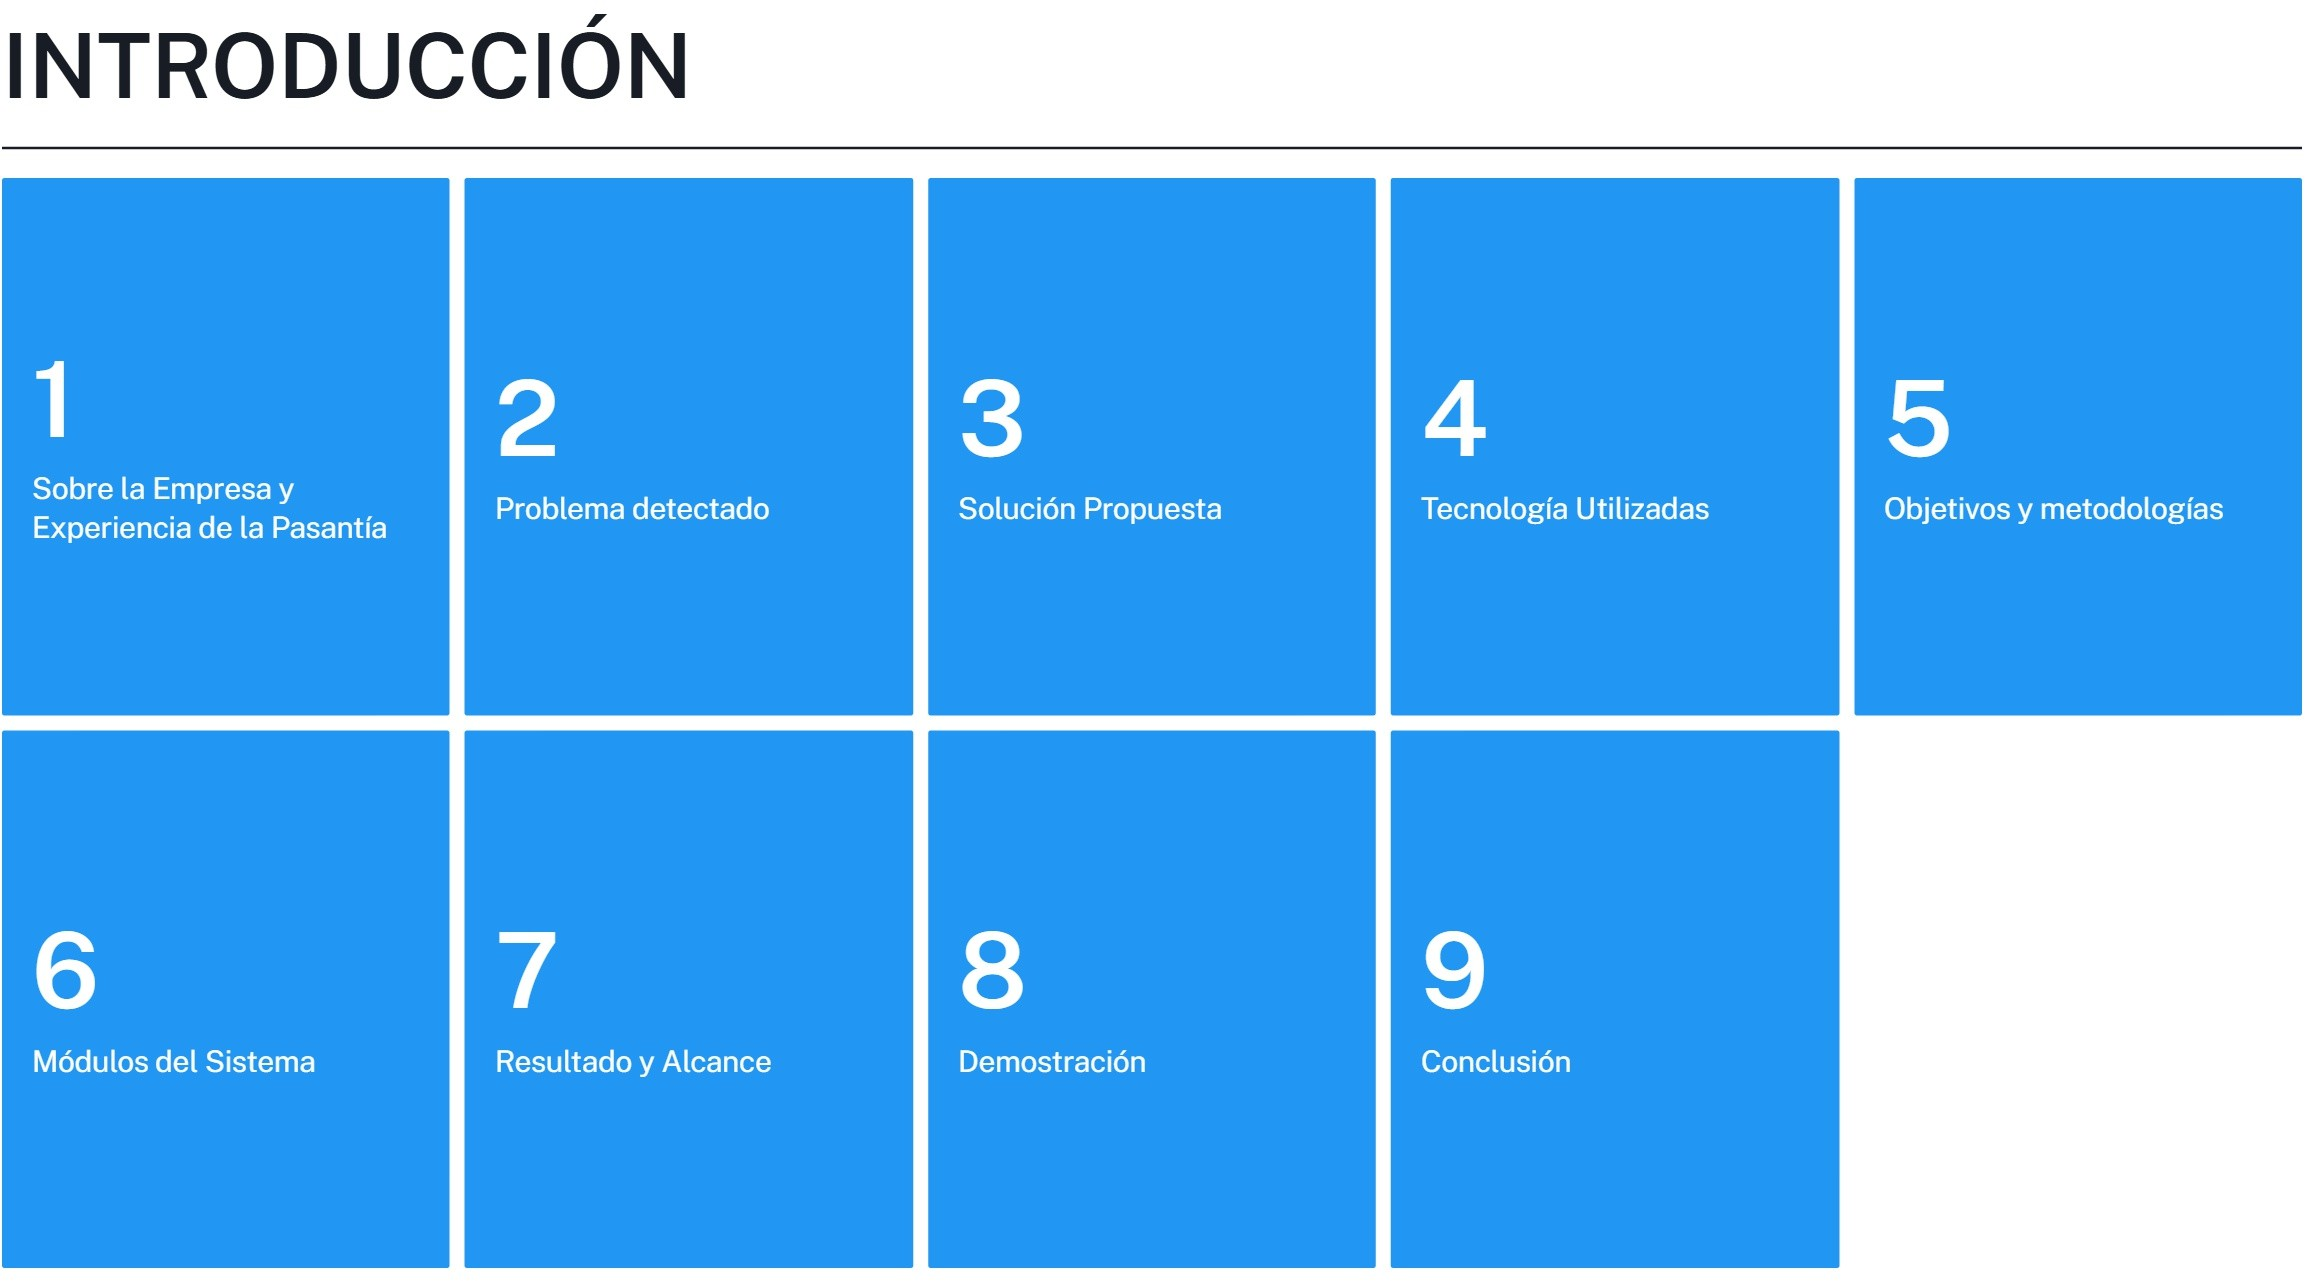 INTRODUCCIÓN
1
Sobre la Empresa y
Experiencia de la Pasantía
2
Problema detectado
3
Solución Propuesta
4
Tecnología Utilizadas
5
Objetivos y metodologías
6
Módulos del Sistema
7
Resultado y Alcance
8
Demostración
9
Conclusión